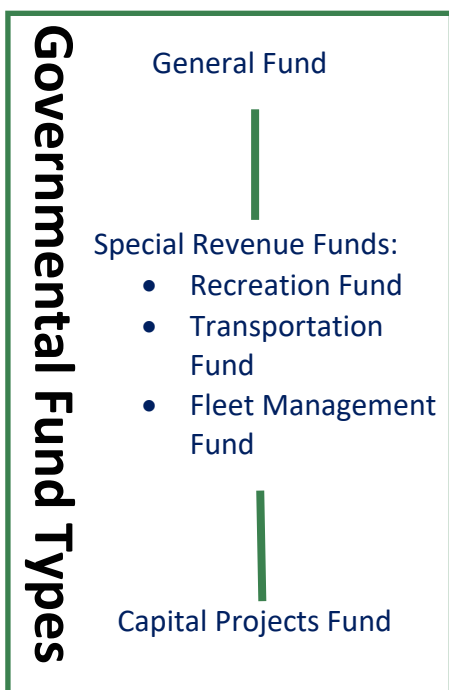 Governmental Fund Types
General Fund
Special Revenue Funds:
• Recreation Fund
• Transportation
Fund
• Fleet Management
Fund
Capital Projects Fund